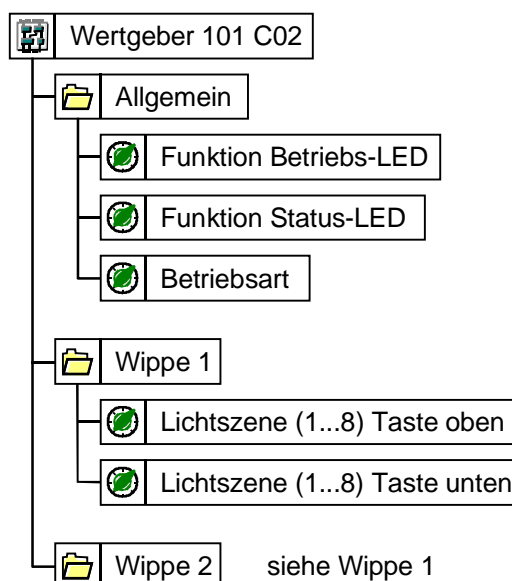 Wertgeber 101 C02
Allgemein
Funktion Betriebs-LED
Funktion Status-LED
Betriebsart
Wippe 1
Lichtszene (1...8) Taste oben
Lichtszene (1...8) Taste unten
Wippe 2 siehe Wippe 1